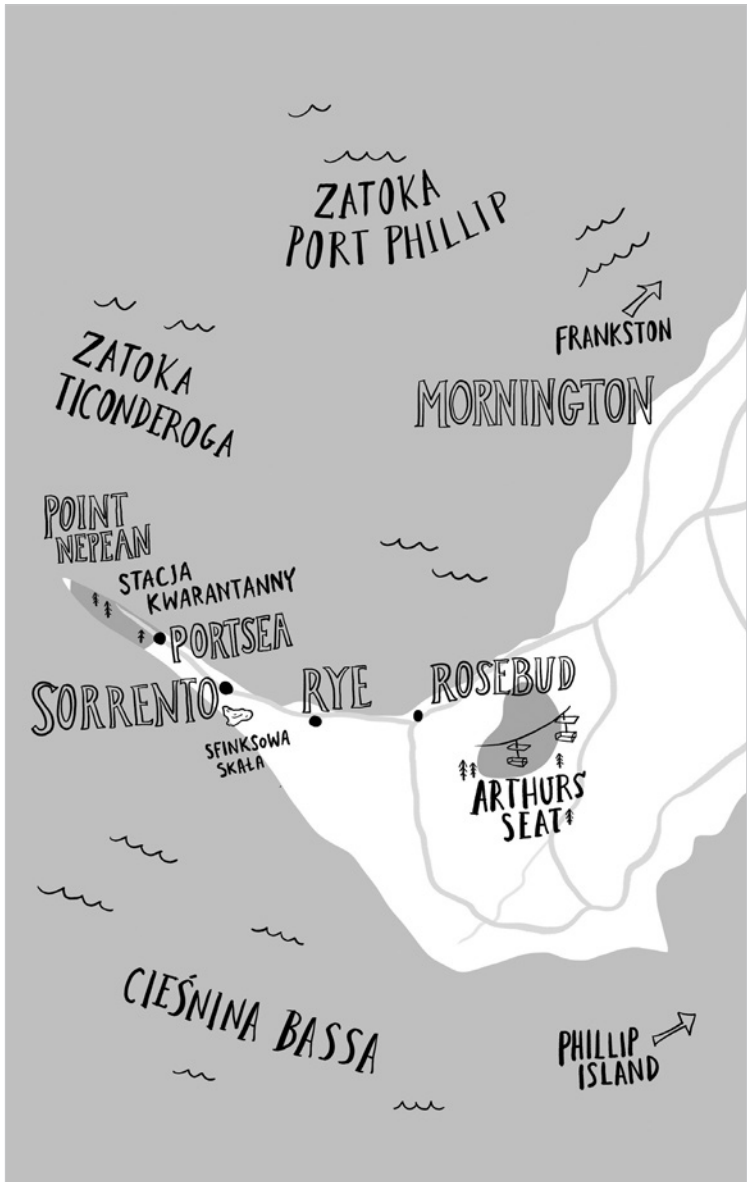 ZATOKA
PORT PHILLIP
FRANKSTON
ZATOKA
TICONDEROGA
MORNINGTON
POINT
NEPEAN
STACJA
KWARANTANNY
PORTSEA
SORRENTO
RYE
ROSEBUD
SFINKSOWA
SKAŁA
ARTHURS
SEAT
CIEŚNINA BASSA
PHILLIP
ISLAND